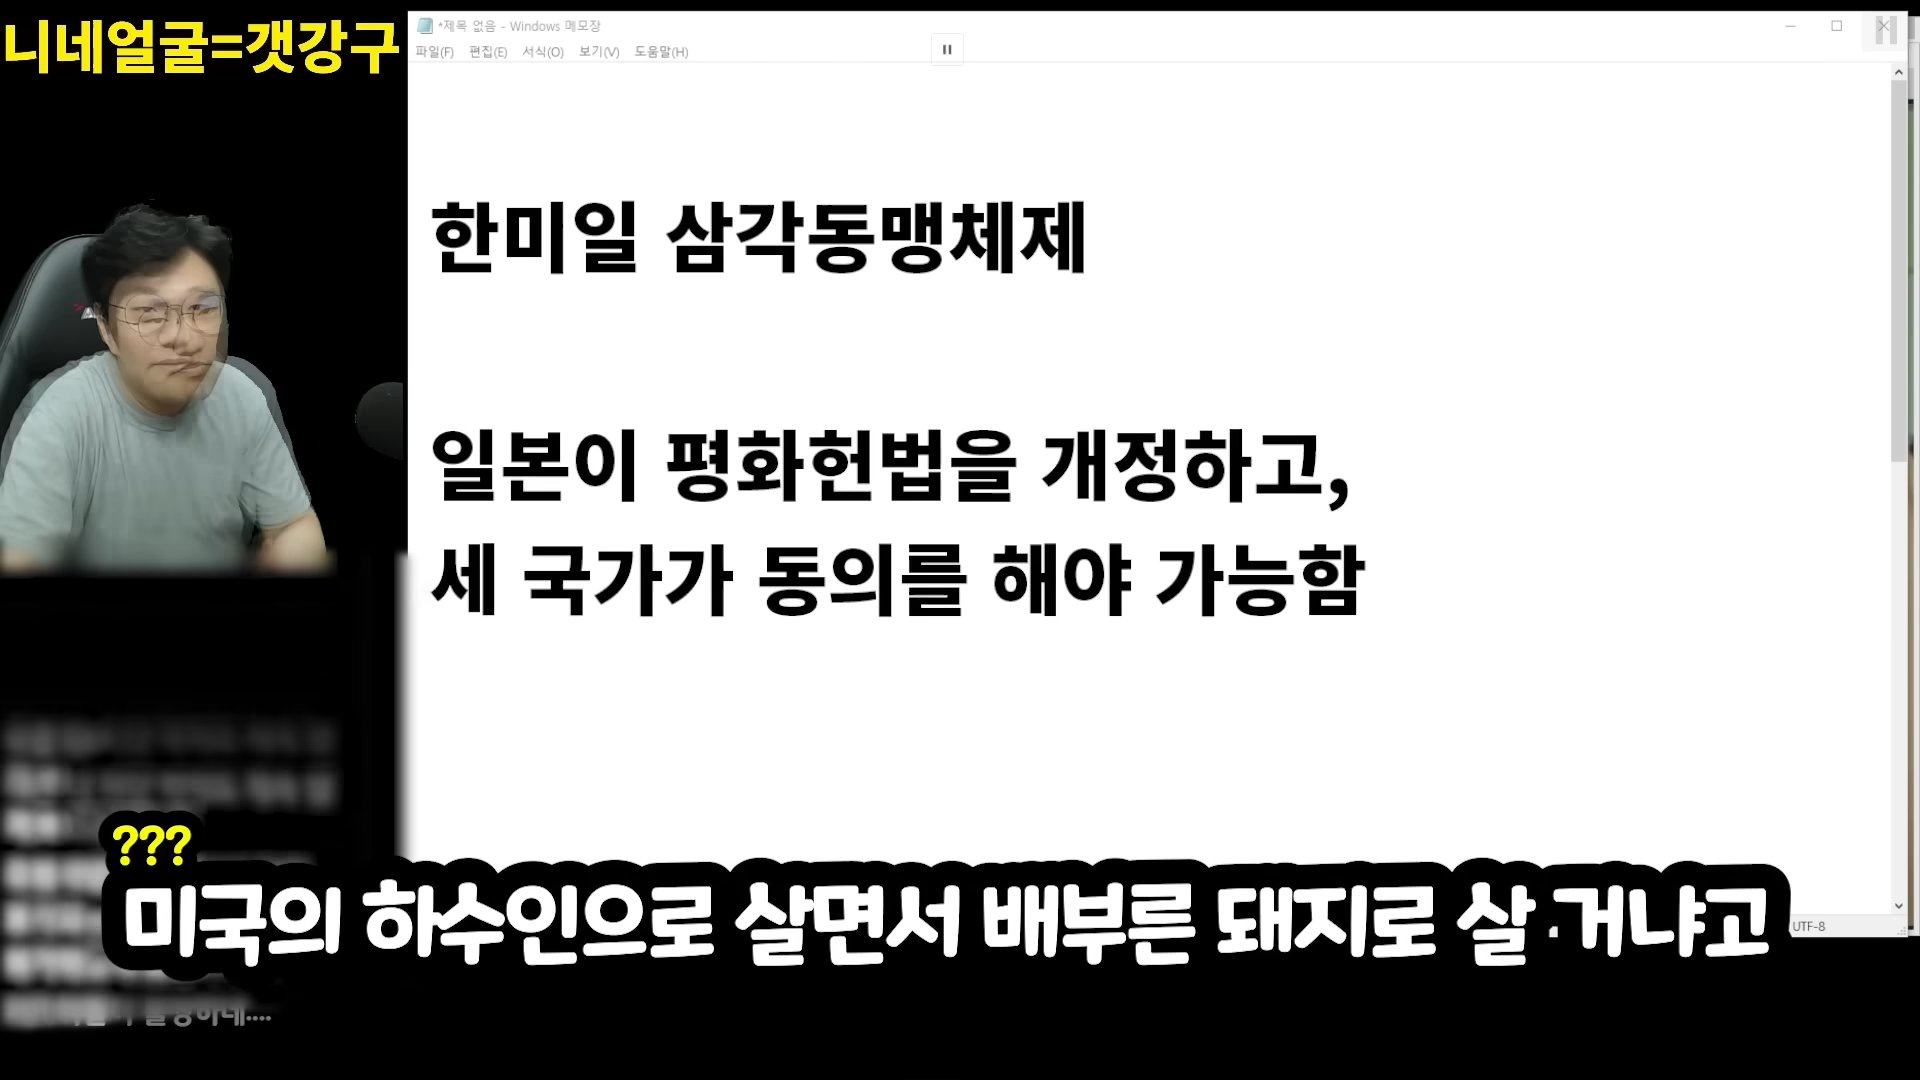 니네얼굴=갯강구
*제목 없음 - Windows 메모장
파일(F) 편집(E) 서식(O) 보기(V) 도움말(H)
한미일 삼각동맹체제
일본이 평화헌법을 개정하고,
세 국가가 동의를 해야 가능함
???
미국의 하수인으로 살면서 배부른 돼지로 살 거냐고
UTF-8